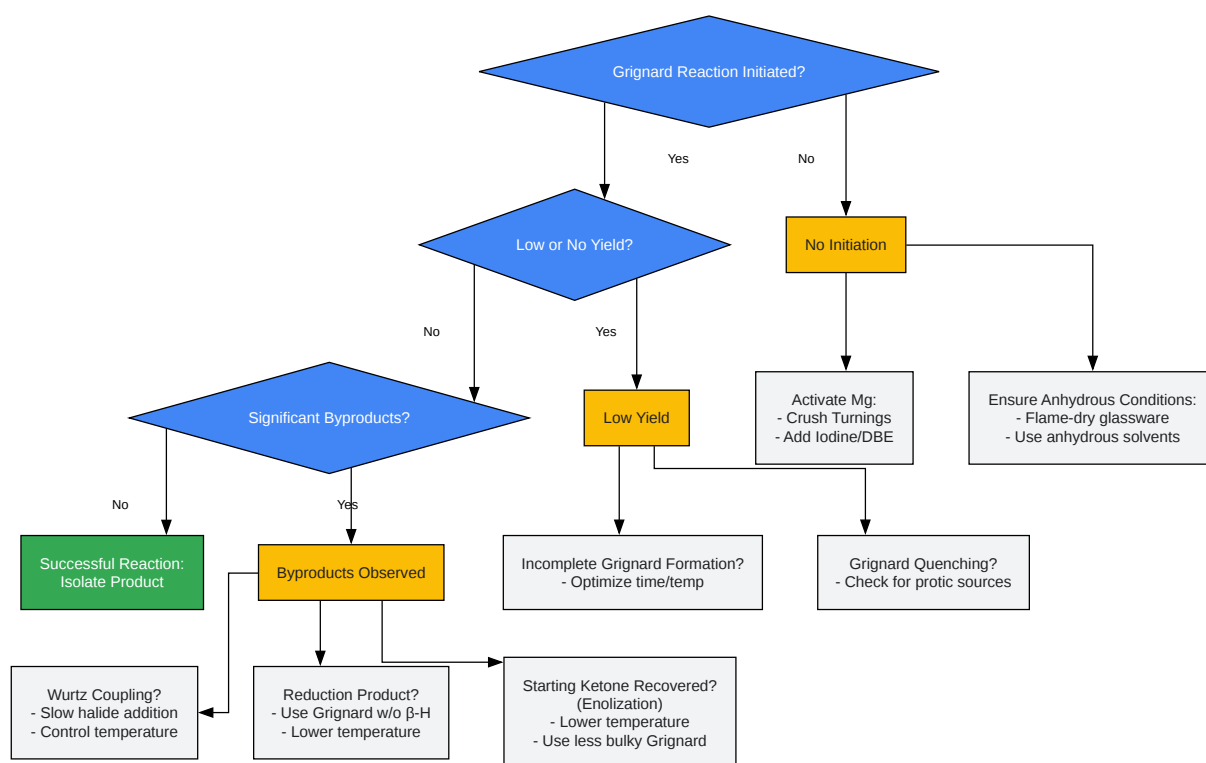 Grignard Reaction Initiated?
Yes
No
Low or No Yield?
No Initiation
No
Yes
Activate Mg:
- Crush Turnings
- Add Iodine/DBE
Ensure Anhydrous Conditions:
- Flame-dry glassware
- Use anhydrous solvents
Significant Byproducts?
Low Yield
No
Yes
Successful Reaction:
Isolate Product
Byproducts Observed
Incomplete Grignard Formation?
- Optimize time/temp
Grignard Quenching?
- Check for protic sources
Wurtz Coupling?
- Slow halide addition
- Control temperature
Reduction Product?
- Use Grignard w/o β-H
- Lower temperature
Starting Ketone Recovered?
(Enolization)
- Lower temperature
- Use less bulky Grignard